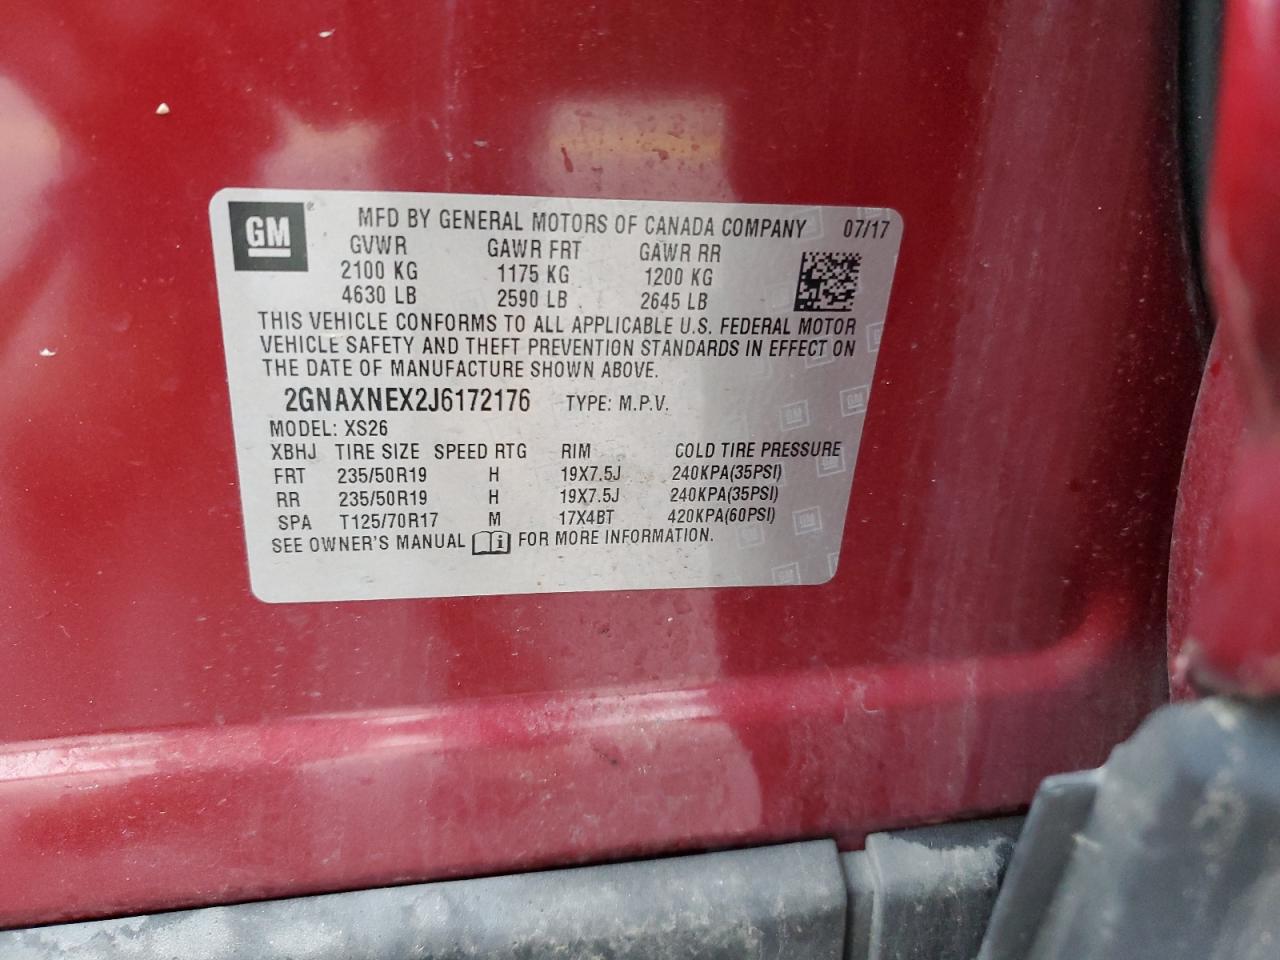 GM ® MFD BY GENERAL MOTORS OF CANADA COMPANY 07/17
GVWR GAWR FRT GAWR RR
2100 KG 1175 KG 1200 KG
4630 LB 2590 LB 2645 LB
THIS VEHICLE CONFORMS TO ALL APPLICABLE U.S. FEDERAL MOTOR
VEHICLE SAFETY AND THEFT PREVENTION STANDARDS IN EFFECT ON
THE DATE OF MANUFACTURE SHOWN ABOVE.
2GNAXNEX2J6172176 TYPE: M.P.V.
MODEL: XS26
XBHJ TIRE SIZE SPEED RTG RIM COLD TIRE PRESSURE
FRT 235/50R19 H 19X7.5J 240KPA(35PSI)
RR 235/50R19 H 19X7.5J 240KPA(35PSI)
SPA T125/70R17 M 17X4BT 420KPA(60PSI)
SEE OWNER'S MANUAL i FOR MORE INFORMATION.